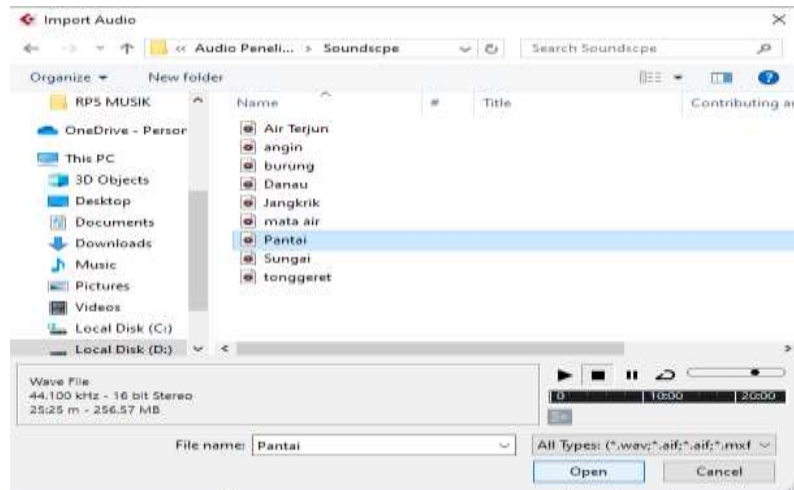 Import Audio
« Audio Peneli... > Soundscpe
Search Soundscpe
Organize
New folder
RPS MUSIK
OneDrive - Person
This PC
3D Objects
Desktop
Documents
Downloads
Music
Pictures
Videos
Local Disk (C:)
Local Disk (D:)
Name
#
Title
Contributing ar
Air Terjun
angin
burung
Danau
Jangkrik
mata air
Pantai
Sungai
tonggeret
Wave File
44.100 kHz - 16 bit Stereo
25:25 m - 256.57 MB
0 10:00 20:00
File name: Pantai
All Types: (*.wav;*.aif;*.aif;*.mxf
Open
Cancel